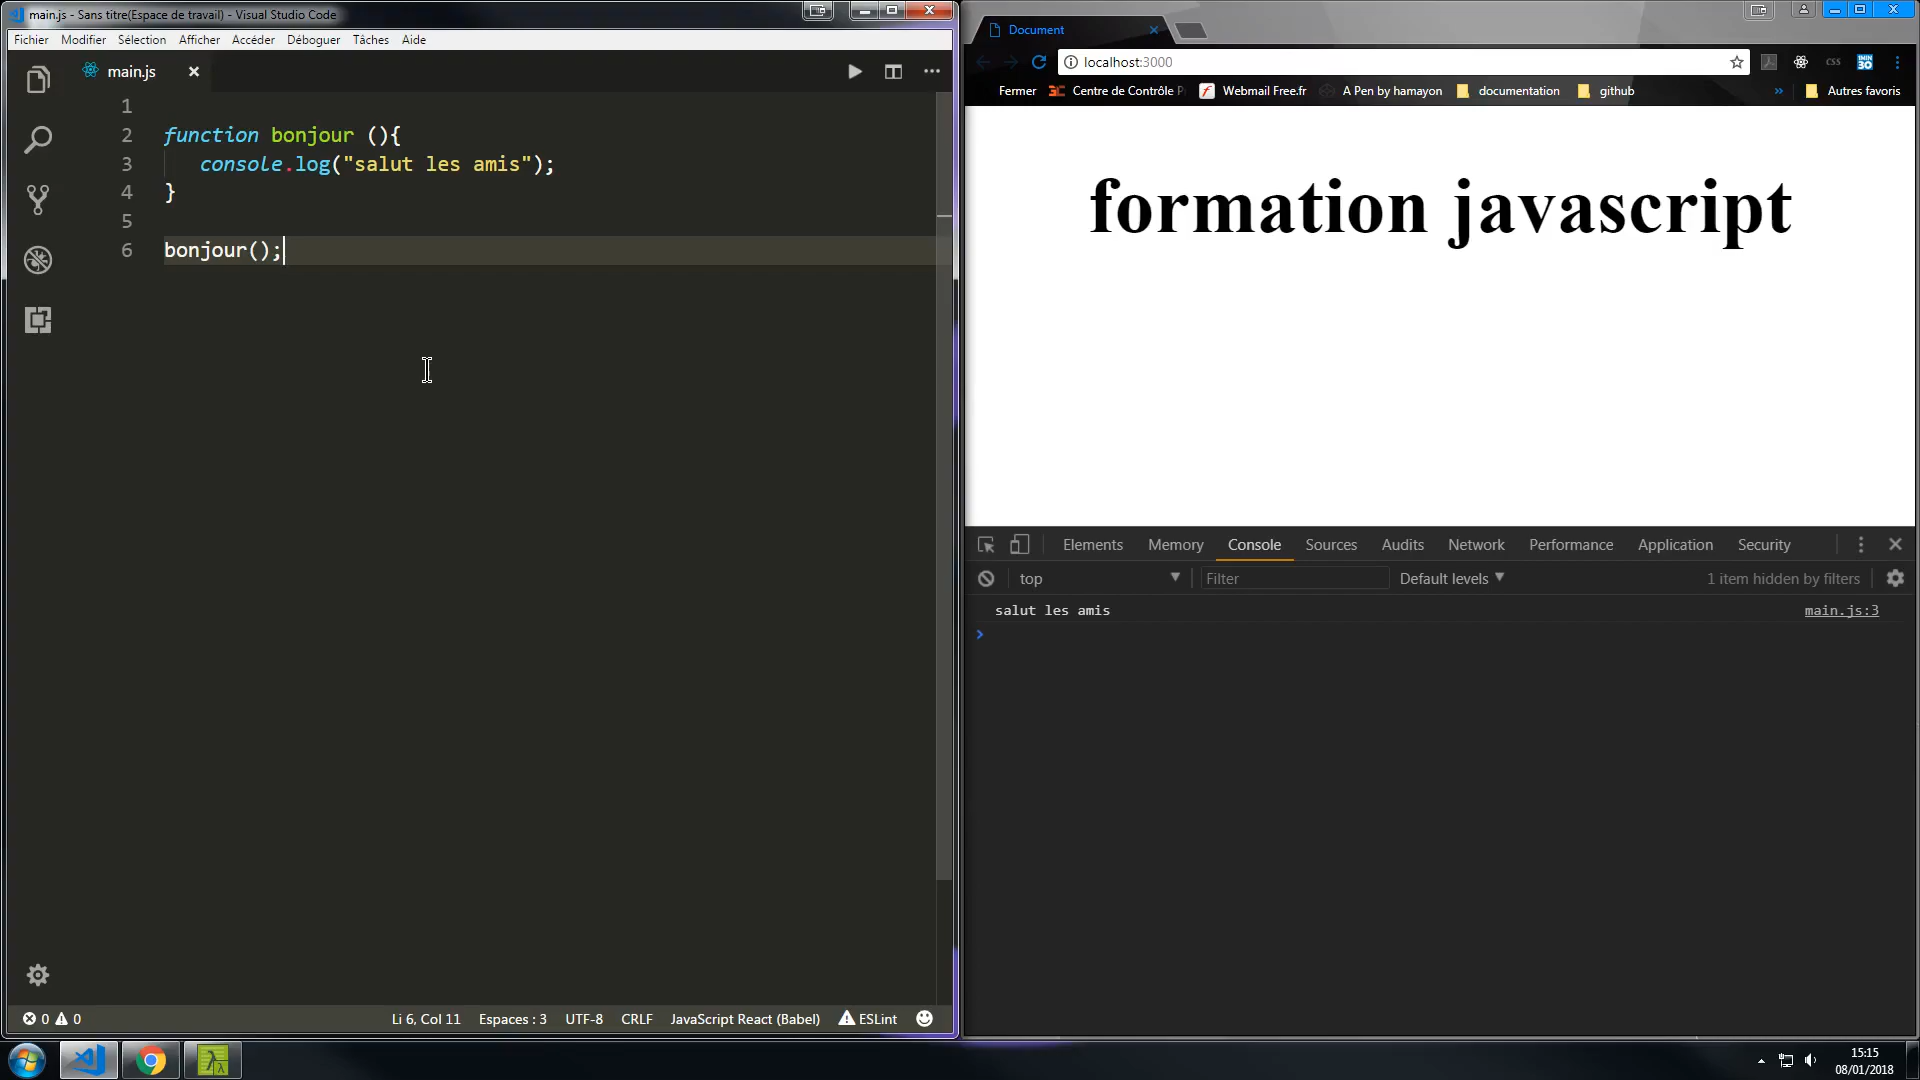 main.js - Sans titre(Espace de travail) - Visual Studio Code
Fichier Modifier Sélection Afficher Accéder Déboguer Tâches Aide
main.js
1
2 function bonjour (){
3 console.log("salut les amis");
4 }
5
6 bonjour();
0 0 Li 6, Col 11 Espaces : 3 UTF-8 CRLF JavaScript React (Babel) ESLint
Document
localhost:3000
CSS
1MIN
30
Fermer Centre de Contrôle Webmail Free.fr A Pen by hamayon documentation github » Autres favoris
formation javascript
Elements Memory Console Sources Audits Network Performance Application Security
top Filter Default levels 1 item hidden by filters
salut les amis main.js:3
15:15
08/01/2018